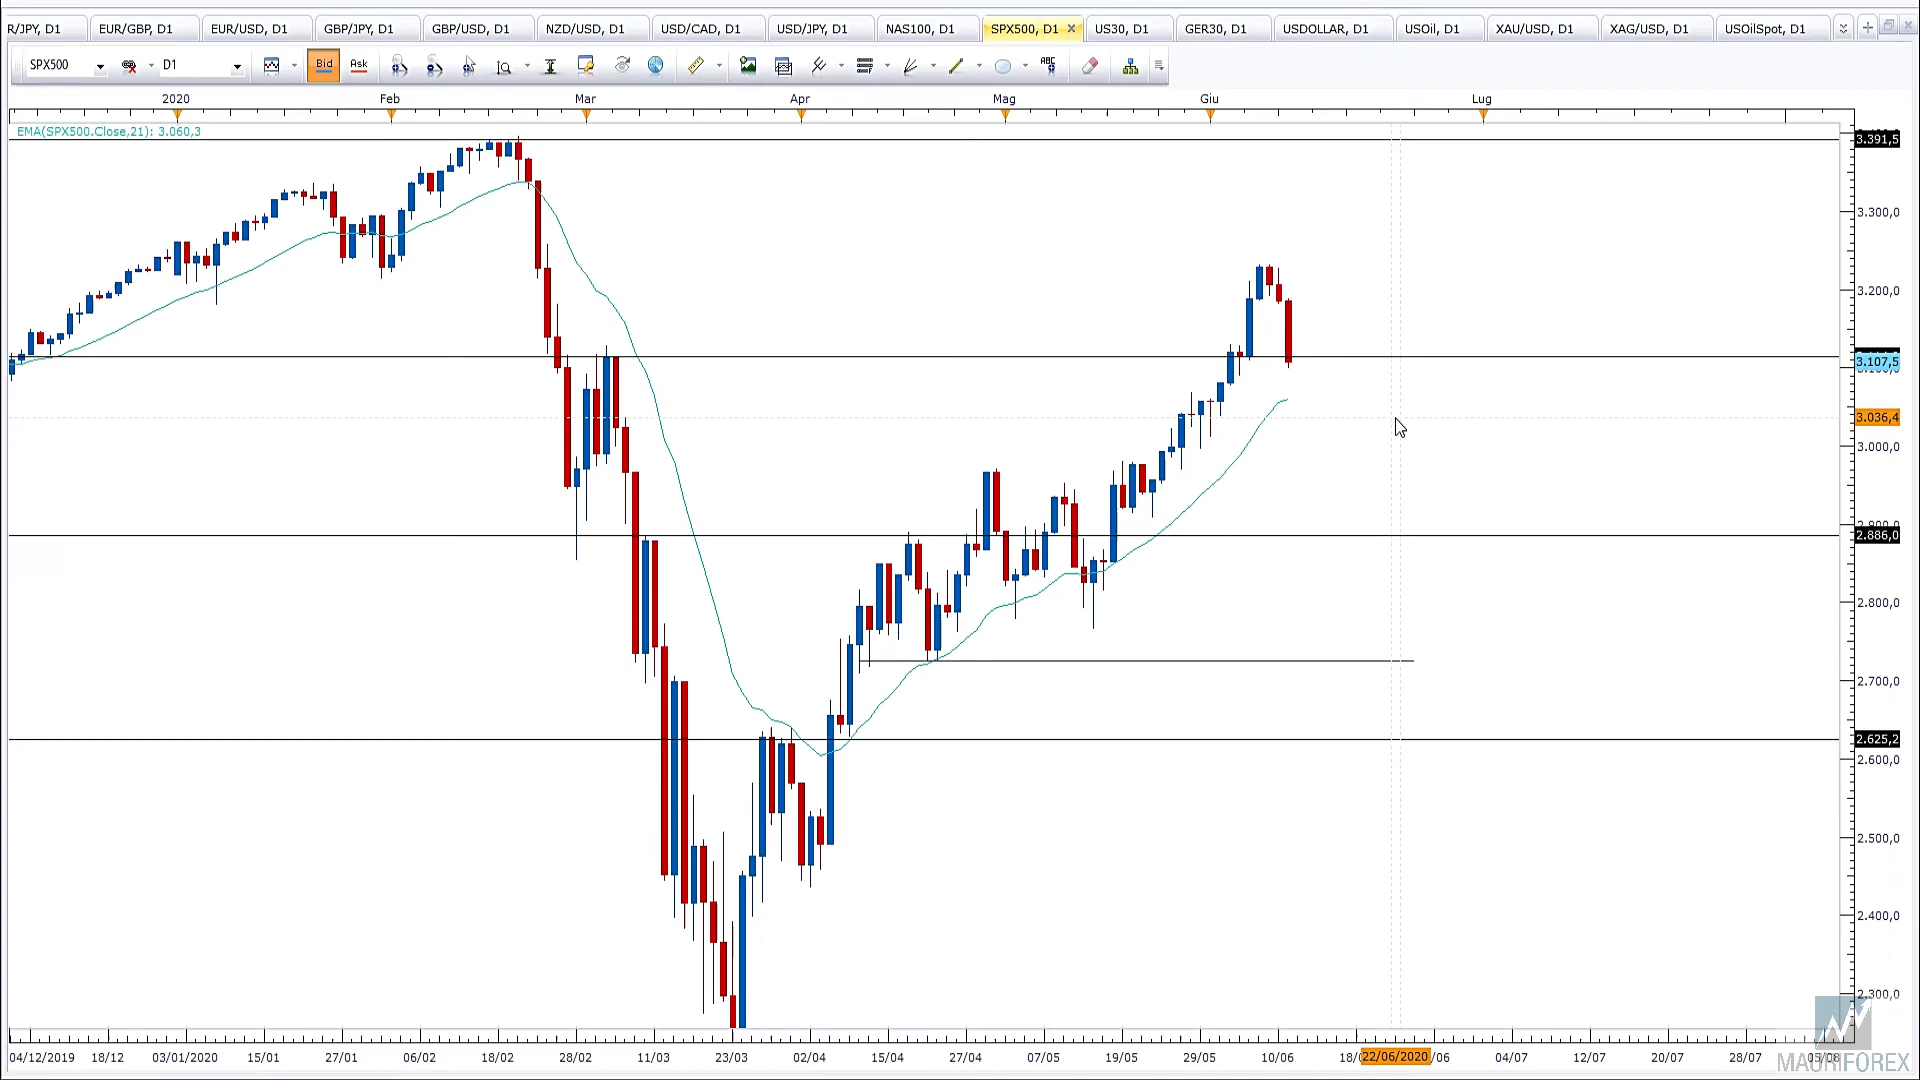 R/JPY, D1 EUR/GBP, D1 EUR/USD, D1 GBP/JPY, D1 GBP/USD, D1 NZD/USD, D1 USD/CAD, D1 USD/JPY, D1 NAS100, D1 SPX500, D1 US30, D1 GER30, D1 USDOLLAR, D1 USOil, D1 XAU/USD, D1 XAG/USD, D1 USOilSpot, D1
SPX500 D1 Bid Ask ABC
2020 Feb Mar Apr Mag Giu Lug
EMA(SPX500.Close,21): 3.060,3
3.391,5
3.300,0
3.200,0
3.107,5
3.036,4
3.000,0
2.886,0
2.800,0
2.700,0
2.625,2
2.600,0
2.500,0
2.400,0
2.300,0
04/12/2019 18/12 03/01/2020 15/01 27/01 06/02 18/02 28/02 11/03 23/03 02/04 15/04 27/04 07/05 19/05 29/05 10/06 22/06/2020 /06 04/07 12/07 20/07 28/07
MAURIFOREX